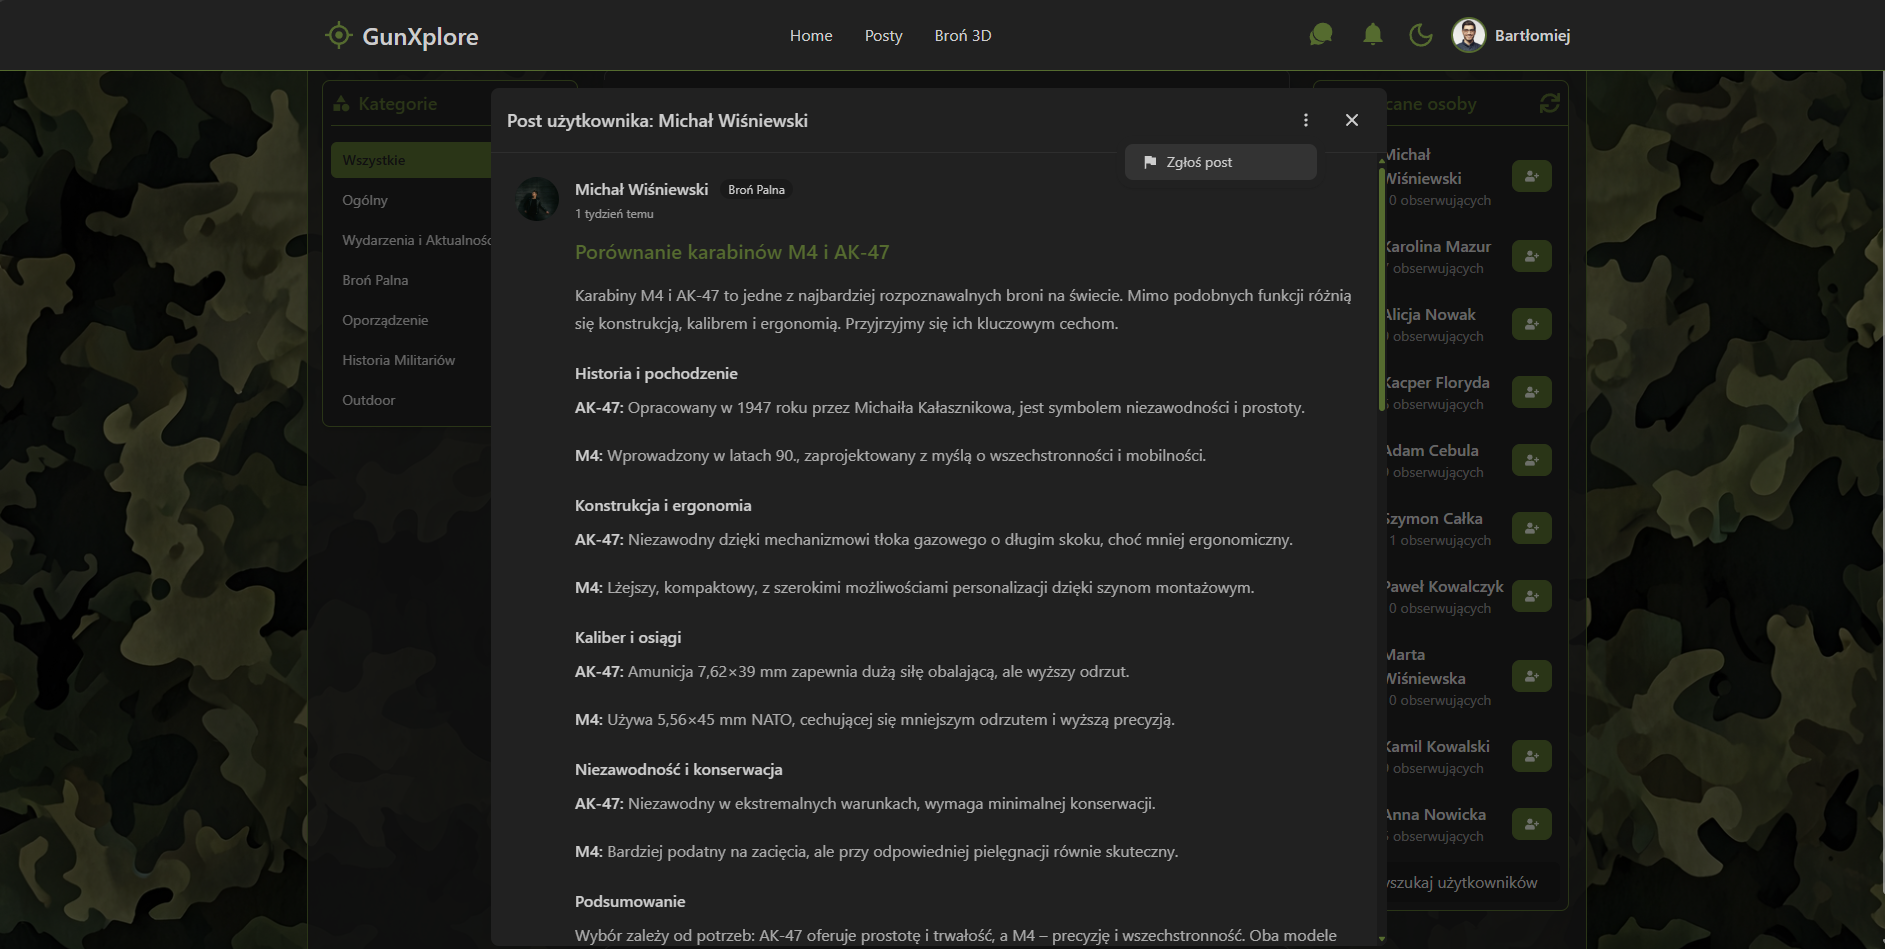 GunXplore
Home
Posty
Broń 3D
Bartłomiej
Kategorie
Wszystkie
Ogólny
Wydarzenia i
Broń Palna
Oporządzenie
Historia Militariów
Outdoor
Post użytkownika: Michał Wiśniewski
Zgłoś post
Michał Wiśniewski
Broń Palna
1 tydzień temu
Porównanie karabinów M4 i AK-47
Karabiny M4 i AK-47 to jedne z najbardziej rozpoznawalnych broni na świecie. Mimo podobnych funkcji różnią
się konstrukcją, kalibrem i ergonomią. Przyjrzyjmy się ich kluczowym cechom.
Historia i pochodzenie
AK-47: Opracowany w 1947 roku przez Michaiła Kałasznikowa, jest symbolem niezawodności i prostoty.
M4: Wprowadzony w latach 90., zaprojektowany z myślą o wszechstronności i mobilności.
Konstrukcja i ergonomia
AK-47: Niezawodny dzięki mechanizmowi tłoka gazowego o długim skoku, choć mniej ergonomiczny.
M4: Lżejszy, kompaktowy, z szerokimi możliwościami personalizacji dzięki szynom montażowym.
Kaliber i osiągi
AK-47: Amunicja 7,62×39 mm zapewnia dużą siłę obalającą, ale wyższy odrzut.
M4: Używa 5,56×45 mm NATO, cechującej się mniejszym odrzutem i wyższą precyzją.
Niezawodność i konserwacja
AK-47: Niezawodny w ekstremalnych warunkach, wymaga minimalnej konserwacji.
M4: Bardziej podatny na zacięcia, ale przy odpowiedniej pielęgnacji równie skuteczny.
Podsumowanie
Wybór zależy od potrzeb: AK-47 oferuje prostotę i trwałość, a M4 – precyzję i wszechstronność. Oba modele
osoby
Michał
Wiśniewski
obserwujących
Karolina Mazur
obserwujących
Alicja Nowak
obserwujących
Kacper Floryda
obserwujących
Adam Cebula
obserwujących
Szymon Całka
obserwujących
Paweł Kowalczyk
obserwujących
Marta
Wiśniewska
obserwujących
Kamil Kowalski
obserwujących
Anna Nowicka
obserwujących
użytkowników